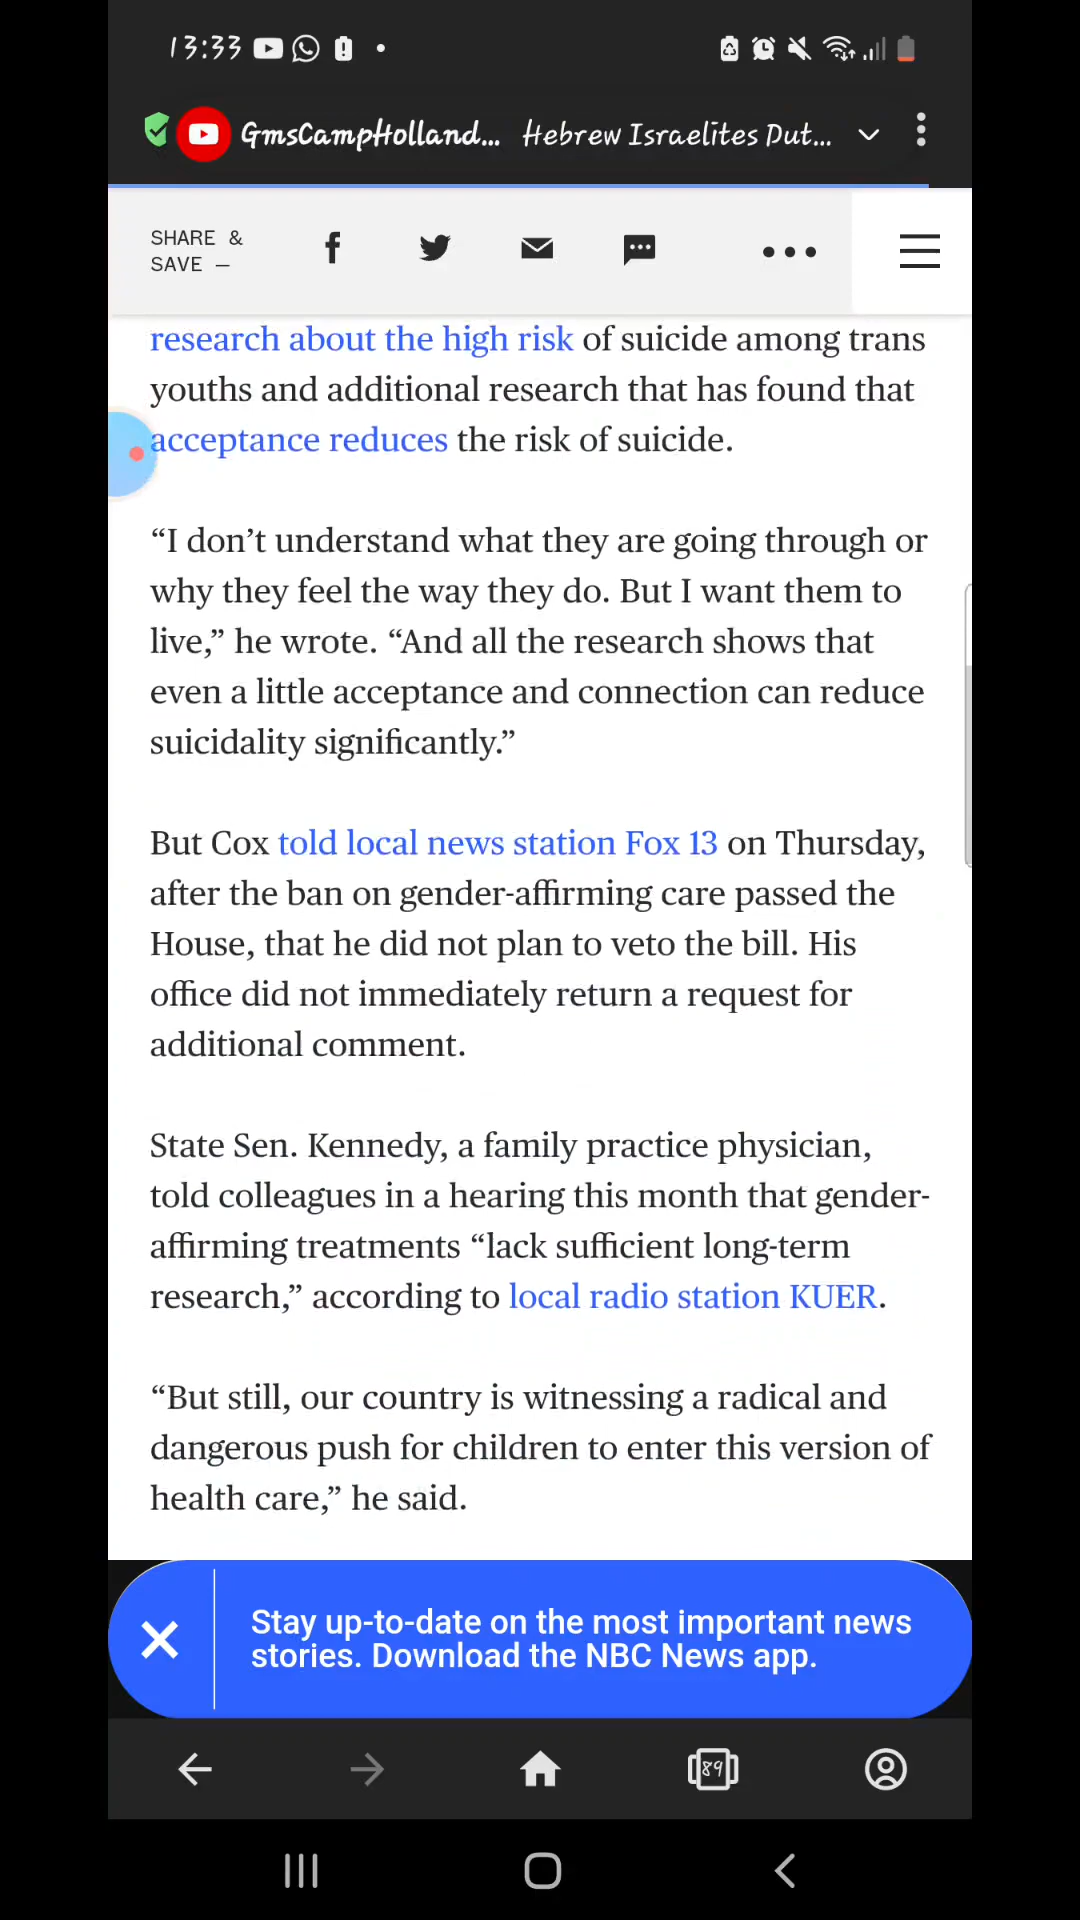 13:33
GmsCampHolland... Hebrew Israelites Dut...
SHARE &
SAVE —
research about the high risk of suicide among trans
youths and additional research that has found that
acceptance reduces the risk of suicide.
“I don’t understand what they are going through or
why they feel the way they do. But I want them to
live,” he wrote. “And all the research shows that
even a little acceptance and connection can reduce
suicidality significantly.”
But Cox told local news station Fox 13 on Thursday,
after the ban on gender-affirming care passed the
House, that he did not plan to veto the bill. His
office did not immediately return a request for
additional comment.
State Sen. Kennedy, a family practice physician,
told colleagues in a hearing this month that gender-
affirming treatments “lack sufficient long-term
research,” according to local radio station KUER.
“But still, our country is witnessing a radical and
dangerous push for children to enter this version of
health care,” he said.
Stay up-to-date on the most important news
stories. Download the NBC News app.
89